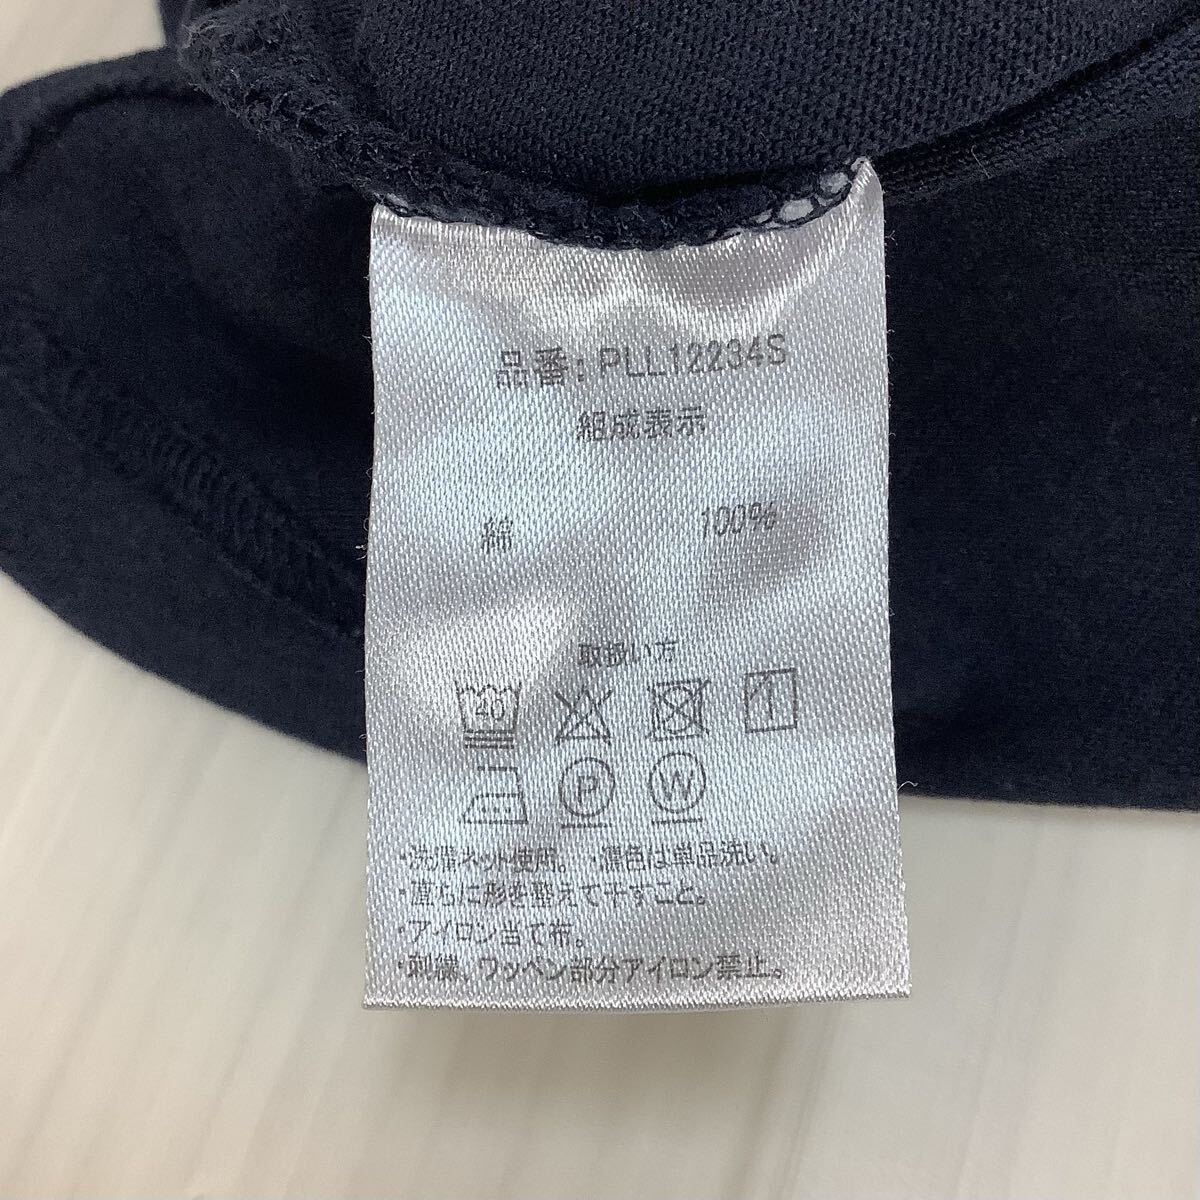 品番：PLL12234S
組成表示
綿 100%
取扱い方
40
P W
・洗濯ネット使用。・濃色は単品洗い。
・直ちに形を整えて干すこと。
・アイロン当て布。
・刺繍、ワッペン部分アイロン禁止。